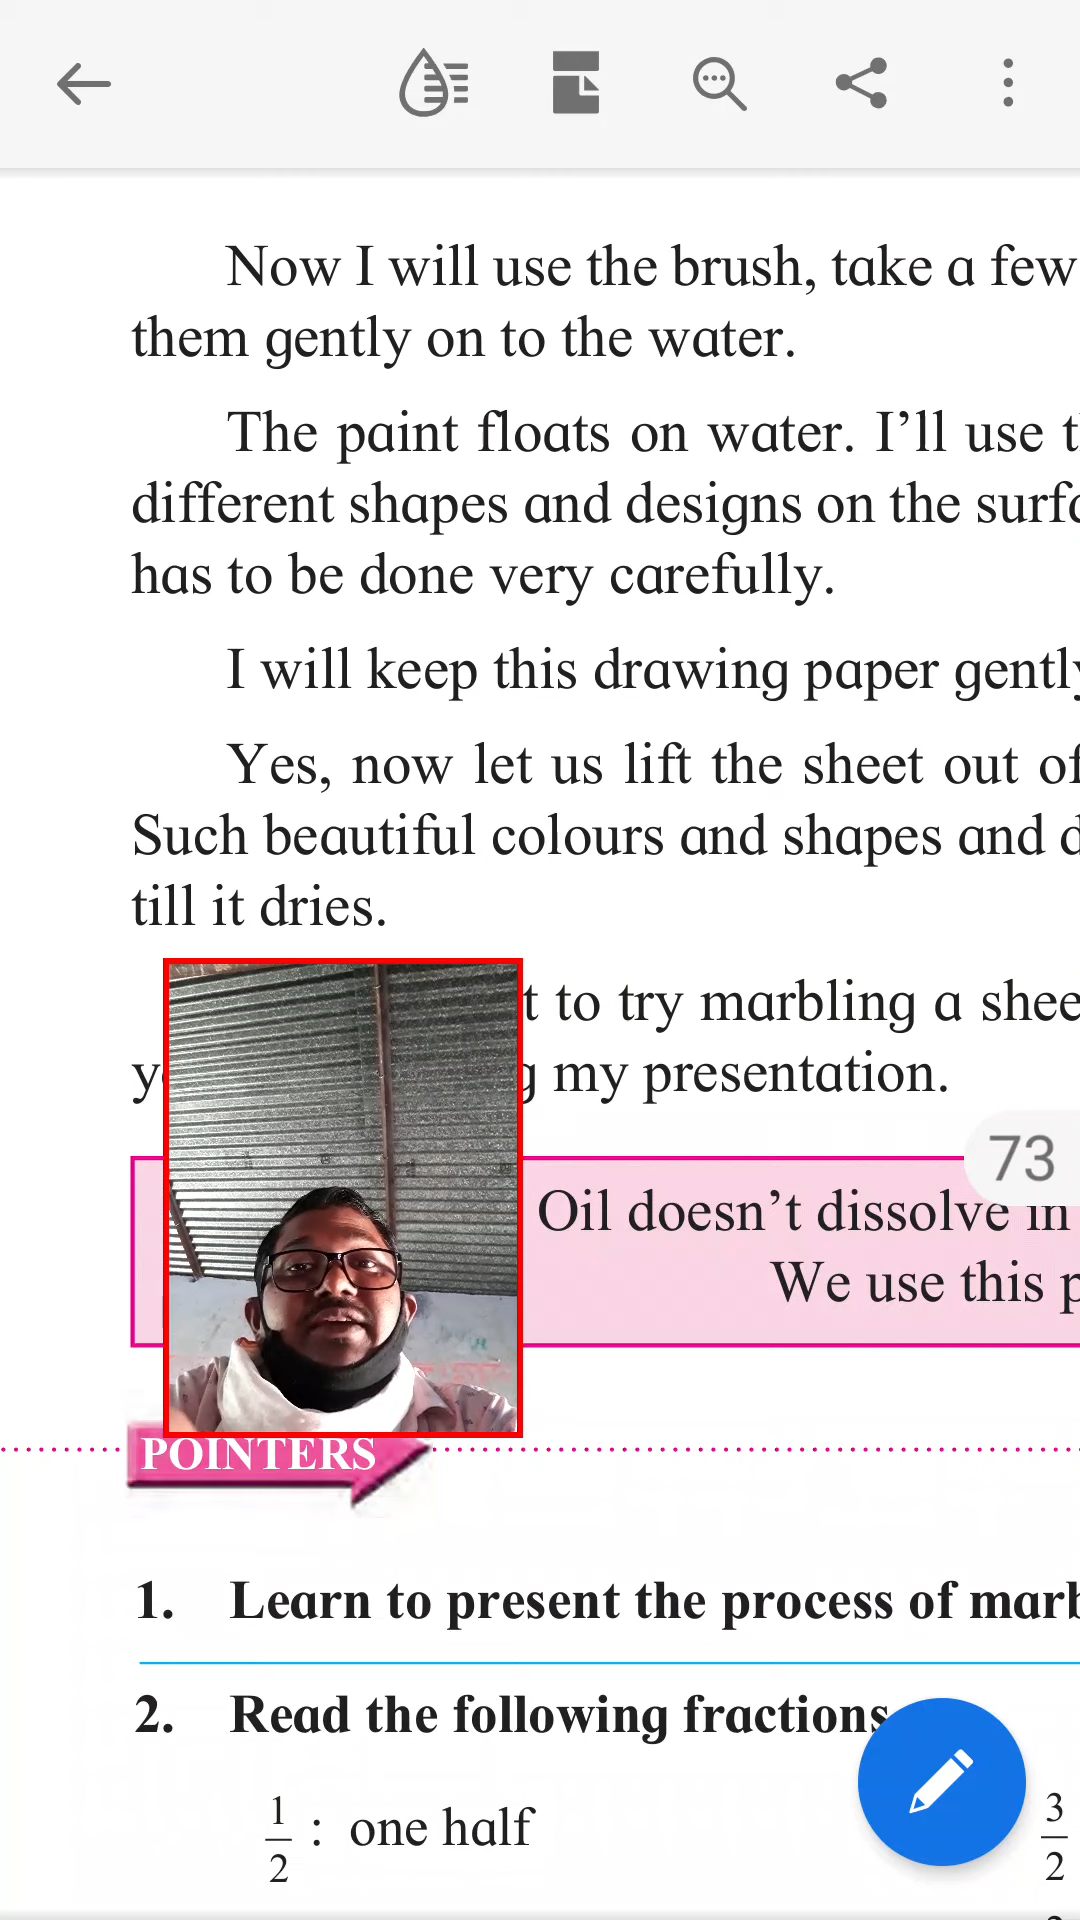 Now I will use the brush, take a few
them gently on to the water.
The paint floats on water. I’ll use
different shapes and designs on the
has to be done very carefully.
I will keep this drawing paper gently
Yes, now let us lift the sheet out of
Such beautiful colours and shapes and
till it dries.
to try marbling a
my presentation.
73
Oil doesn’t dissolve in
We use this
POINTERS
1. Learn to present the process of
2. Read the following fractions
1/2 : one half
3/2